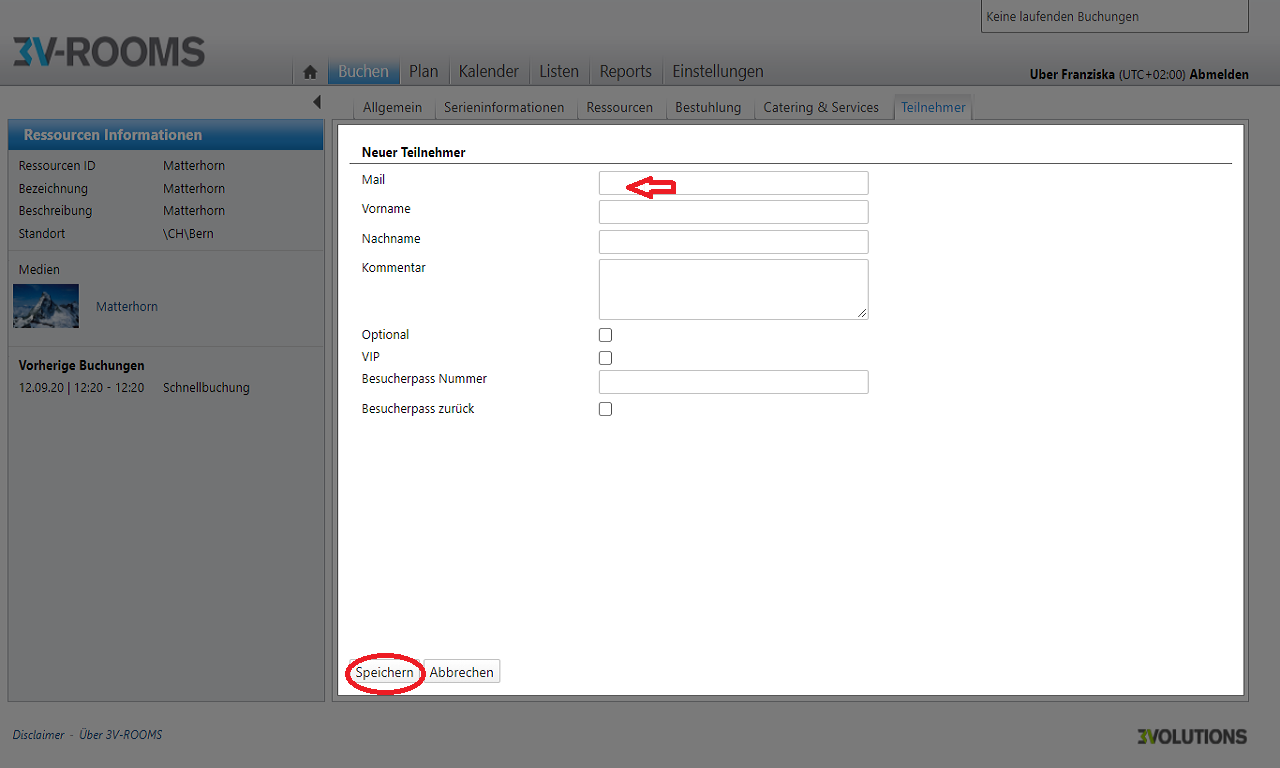 Keine laufenden Buchungen
3V-ROOMS
Buchen Plan Kalender Listen Reports Einstellungen
Uber Franziska (UTC+02:00) Abmelden
Allgemein Serieninformationen Ressourcen Bestuhlung Catering & Services Teilnehmer
Ressourcen Informationen
Ressourcen ID Matterhorn
Bezeichnung Matterhorn
Beschreibung Matterhorn
Standort \CH\Bern
Medien
Matterhorn
Vorherige Buchungen
12.09.20 | 12:20 - 12:20 Schnellbuchung
Neuer Teilnehmer
Mail
Vorname
Nachname
Kommentar
Optional
VIP
Besucherpass Nummer
Besucherpass zurück
Speichern Abbrechen
Disclaimer - Über 3V-ROOMS
3VOLUTIONS